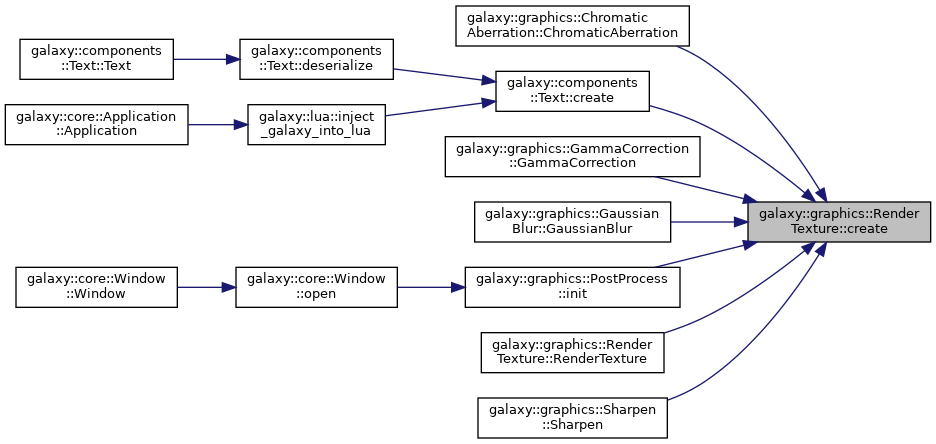 galaxy::graphics::Chromatic
Aberration::ChromaticAberration
galaxy::components
::Text::Text
galaxy::components
::Text::deserialize
galaxy::components
::Text::create
galaxy::core::Application
::Application
galaxy::lua::inject
_galaxy_into_lua
galaxy::graphics::GammaCorrection
::GammaCorrection
galaxy::graphics::Render
Texture::create
galaxy::graphics::Gaussian
Blur::GaussianBlur
galaxy::core::Window
::Window
galaxy::core::Window
::open
galaxy::graphics::PostProcess
::init
galaxy::graphics::Render
Texture::RenderTexture
galaxy::graphics::Sharpen
::Sharpen